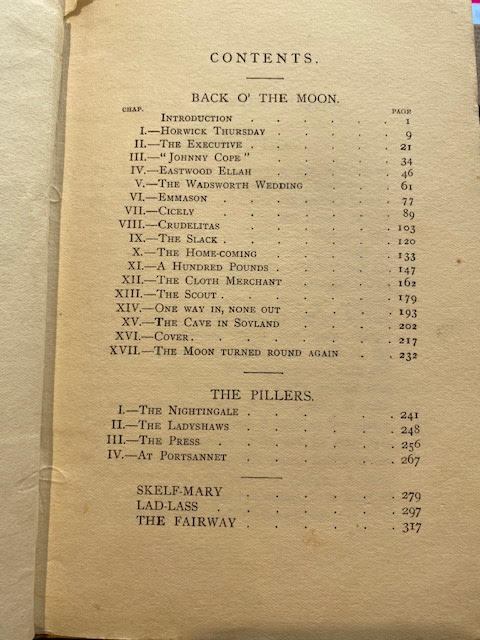 CONTENTS.
BACK O' THE MOON.
CHAP. PAGE
INTRODUCTION . . . . . . 1
I.—HORWICK THURSDAY . . . . . 9
II.—THE EXECUTIVE . . . . . 21
III.—"JOHNNY COPE" . . . . . 34
IV.—EASTWOOD ELLAH . . . . . 46
V.—THE WADSWORTH WEDDING . . . . 61
VI.—EMMASON . . . . . . 77
VII.—CICELY . . . . . . 89
VIII.—CRUDELITAS . . . . . . 103
IX.—THE SLACK . . . . . . 120
X.—THE HOME-COMING . . . . . 133
XI.—A HUNDRED POUNDS . . . . . 147
XII.—THE CLOTH MERCHANT . . . . 162
XIII.—THE SCOUT . . . . . . 179
XIV.—ONE WAY IN, NONE OUT . . . . 193
XV.—THE CAVE IN SOYLAND . . . . 202
XVI.—COVER . . . . . . 217
XVII.—THE MOON TURNED ROUND AGAIN . . 232
THE PILLERS.
I.—THE NIGHTINGALE . . . . . 241
II.—THE LADYSHAWS . . . . . 248
III.—THE PRESS . . . . . 256
IV.—AT PORTSANNET . . . . . 267
SKELF-MARY . . . . . 279
LAD-LASS . . . . . . 297
THE FAIRWAY . . . . . 317